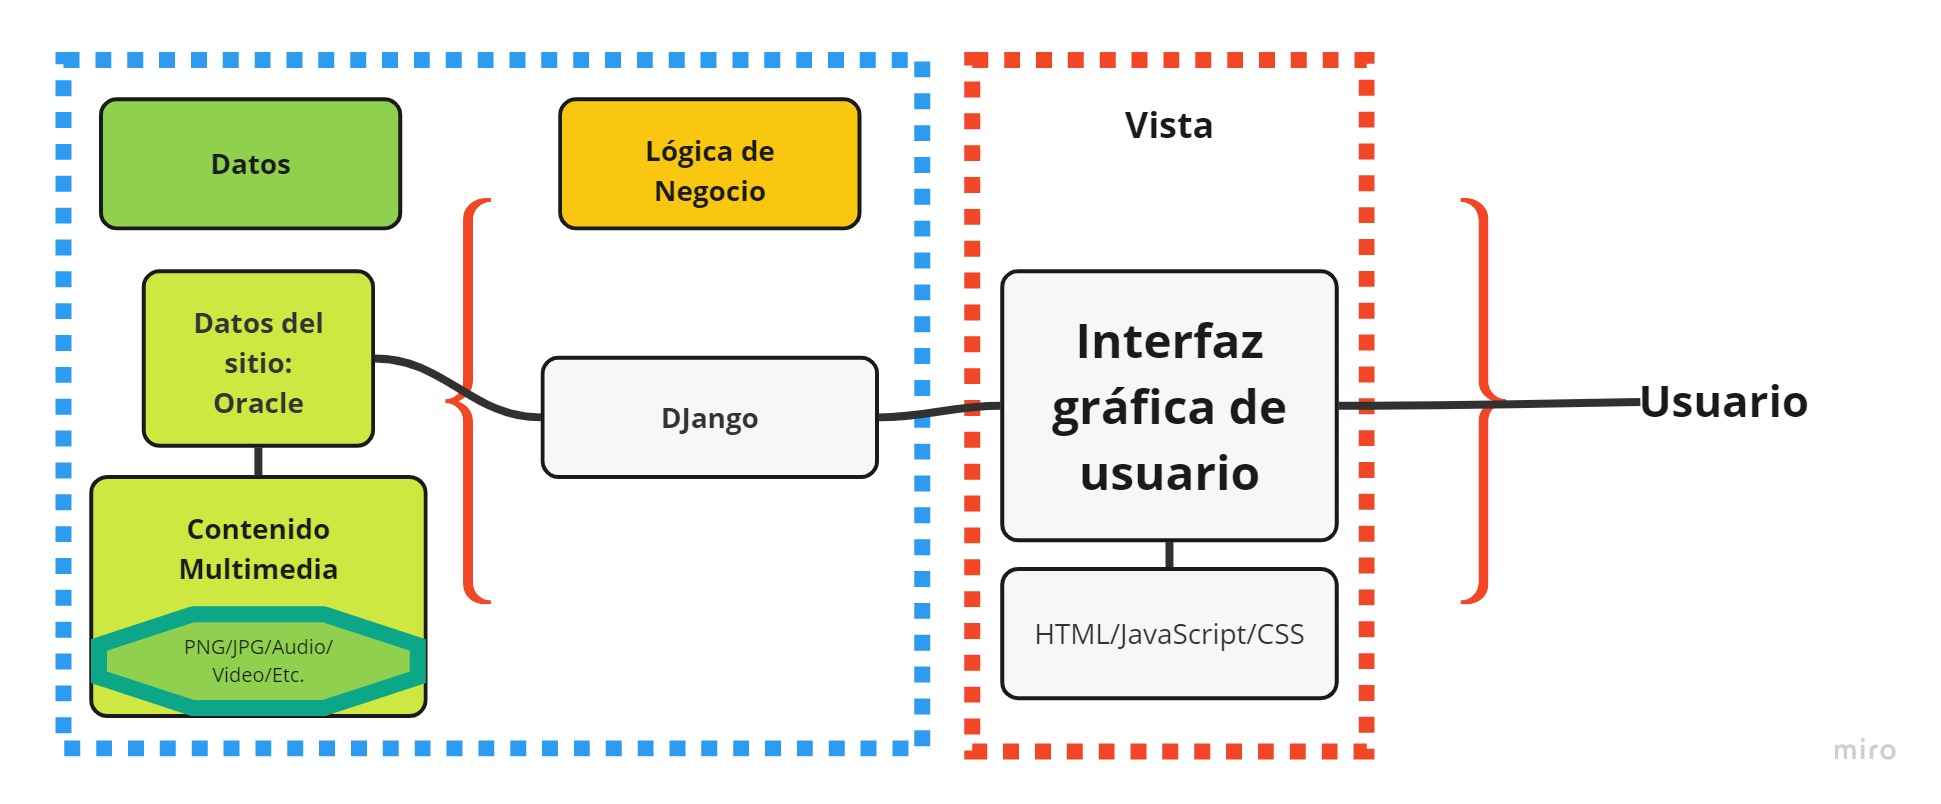 Datos
Lógica de
Negocio
Vista
Datos del
sitio:
Oracle
DJango
Interfaz
gráfica de
usuario
Usuario
Contenido
Multimedia
PNG/JPG/Audio/
Video/Etc.
HTML/JavaScript/CSS
miro